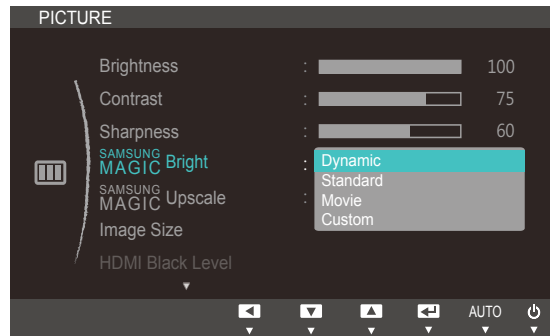 PICTURE
Brightness : 100
Contrast : 75
Sharpness : 60
SAMSUNG
MAGIC Bright : Dynamic
Standard
SAMSUNG
MAGIC Upscale : Movie
Custom
Image Size
HDMI Black Level
AUTO